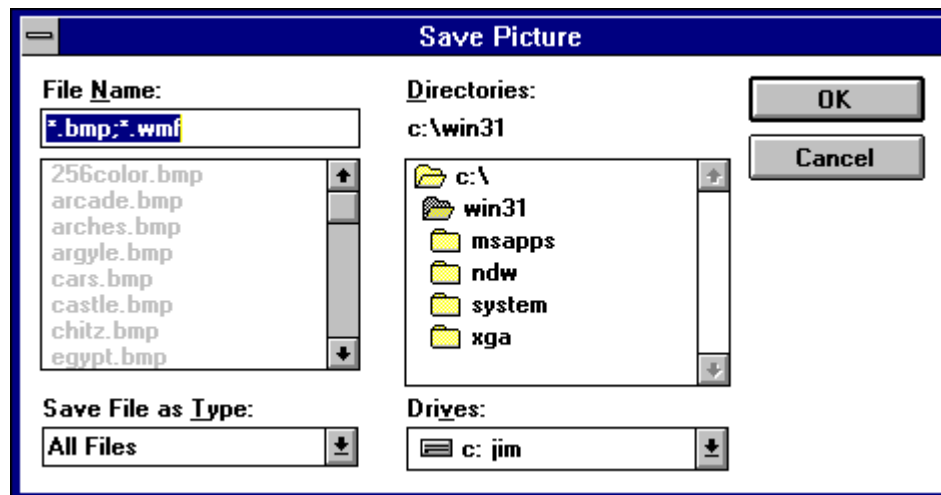 Save Picture
File Name:
*.bmp;*.wmf
256color.bmp
arcade.bmp
arches.bmp
argyle.bmp
cars.bmp
castle.bmp
chitz.bmp
egypt.bmp
Save File as Type:
All Files
Directories:
c:\win31
c:\
win31
msapps
ndw
system
xga
Drives:
c: jim
OK
Cancel